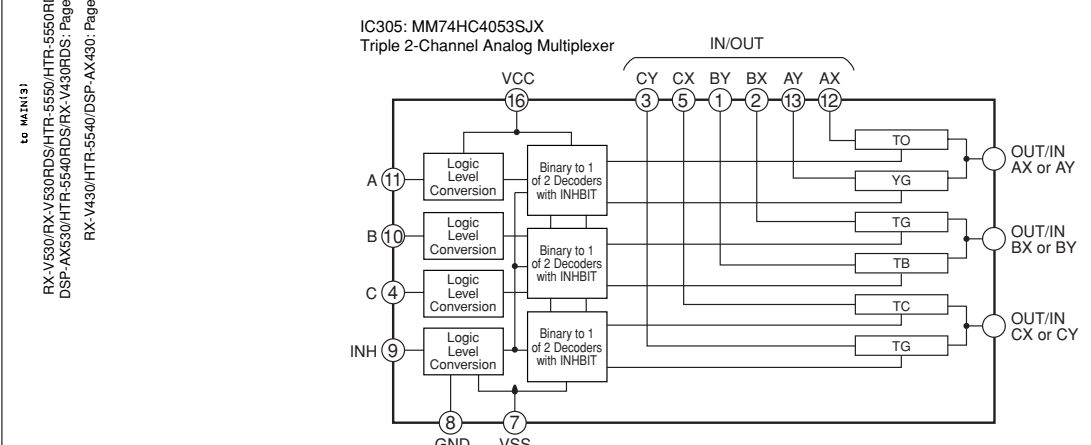 to MAIN(3)
RX-V530/RX-V530RDS/HTR-5550/HTR-5550RD
DSP-AX530/HTR-5540RDS/RX-V430RDS: Page
RX-V430/HTR-5540/DSP-AX430: Page
IC305: MM74HC4053SJX
Triple 2-Channel Analog Multiplexer
IN/OUT
VCC CY CX BY BX AY AX
16 3 5 1 2 13 12
TO
OUT/IN
AX or AY
YG
A 11
Logic
Level
Conversion
Binary to 1
of 2 Decoders
with INHBIT
B 10
Logic
Level
Conversion
Binary to 1
of 2 Decoders
with INHBIT
TG
OUT/IN
BX or BY
TB
C 4
Logic
Level
Conversion
TC
OUT/IN
CX or CY
TG
INH 9
Logic
Level
Conversion
Binary to 1
of 2 Decoders
with INHBIT
8 7
GND VSS